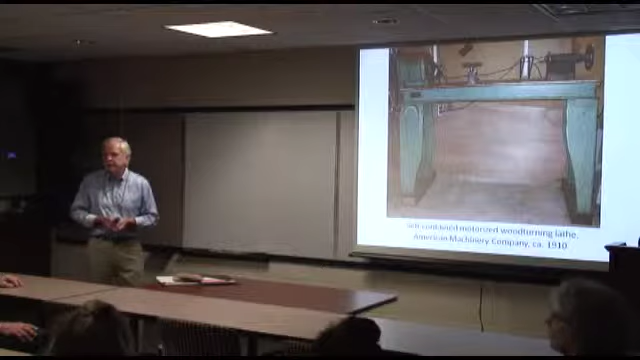 Self-contained motorized woodturning lathe,
American Machinery Company, ca. 1910